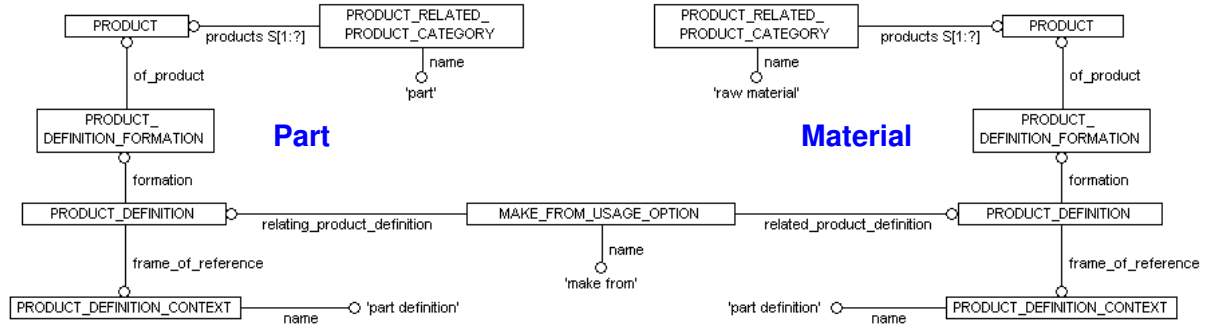 PRODUCT
products S[1:?]
PRODUCT_RELATED_
PRODUCT_CATEGORY
name
'part'
of_product
PRODUCT_
DEFINITION_FORMATION
Part
formation
PRODUCT_DEFINITION
relating_product_definition
frame_of_reference
PRODUCT_DEFINITION_CONTEXT
name
'part definition'
MAKE_FROM_USAGE_OPTION
name
'make from'
PRODUCT_RELATED_
PRODUCT_CATEGORY
products S[1:?]
PRODUCT
name
'raw material'
of_product
Material
PRODUCT_
DEFINITION_FORMATION
formation
related_product_definition
PRODUCT_DEFINITION
frame_of_reference
'part definition'
name
PRODUCT_DEFINITION_CONTEXT